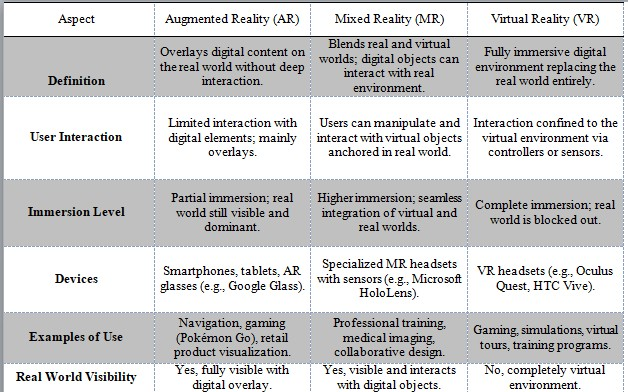 Aspect Augmented Reality (AR) Mixed Reality (MR) Virtual Reality (VR)
Definition
Overlays digital content on
the real world without deep
interaction.
Blends real and virtual
worlds; digital objects can
interact with real
environment.
Fully immersive digital
environment replacing the
real world entirely.
User Interaction
Limited interaction with
digital elements; mainly
overlays.
Users can manipulate and
interact with virtual objects
anchored in real world.
Interaction confined to the
virtual environment via
controllers or sensors.
Immersion Level
Partial immersion; real
world still visible and
dominant.
Higher immersion; seamless
integration of virtual and
real worlds.
Complete immersion; real
world is blocked out.
Devices
Smartphones, tablets, AR
glasses (e.g., Google Glass).
Specialized MR headsets
with sensors (e.g., Microsoft
HoloLens).
VR headsets (e.g., Oculus
Quest, HTC Vive).
Examples of Use
Navigation, gaming
(Pokémon Go), retail
product visualization.
Professional training,
medical imaging,
collaborative design.
Gaming, simulations, virtual
tours, training programs.
Real World Visibility
Yes, fully visible with
digital overlay.
Yes, visible and interacts
with digital objects.
No, completely virtual
environment.